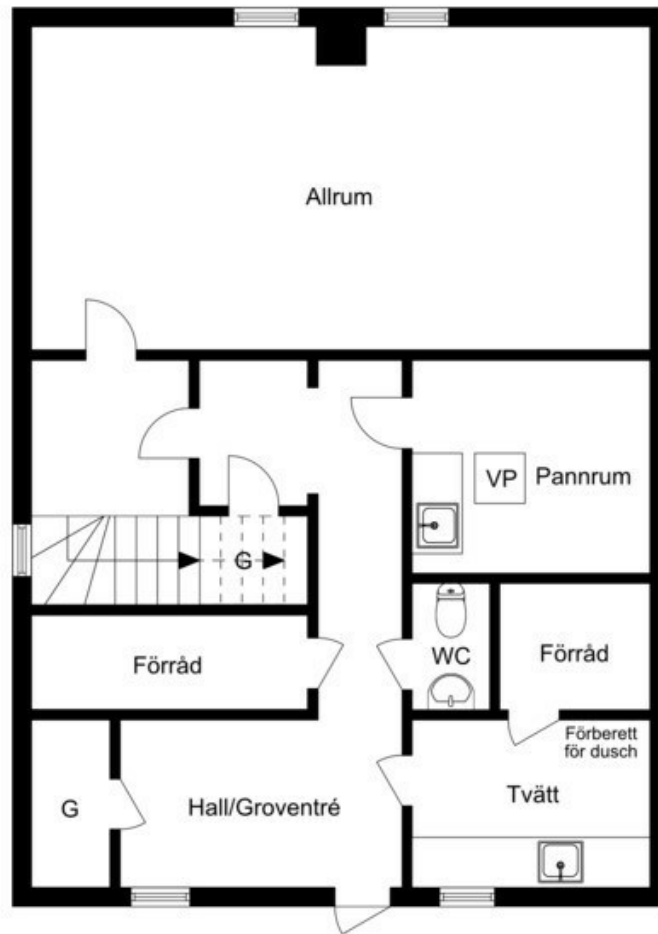 Allrum
VP Pannrum
G
Förråd
WC
Förråd
Förberett
för dusch
G
Hall/Groventré
Tvätt